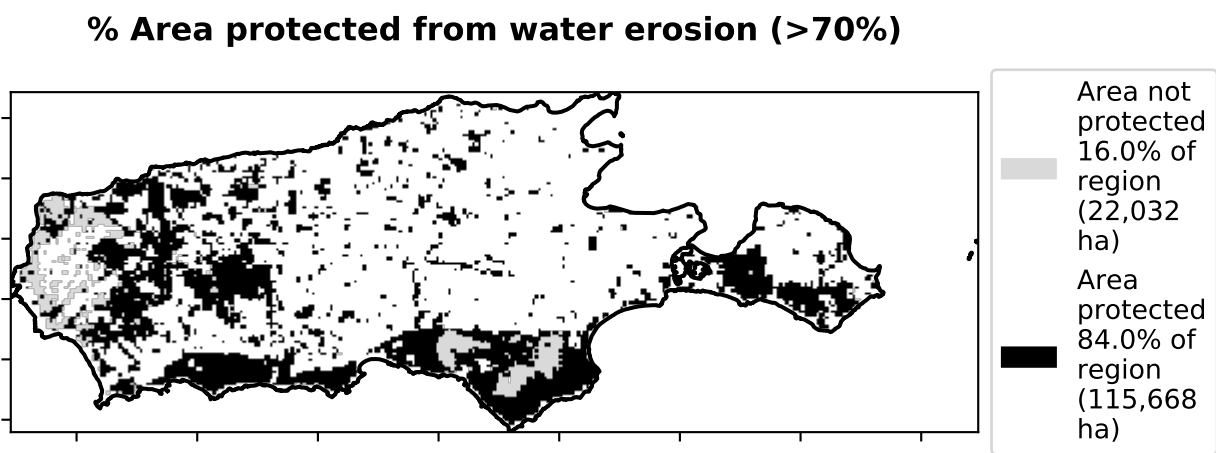 % Area protected from water erosion (>70%)
Area not
protected
16.0% of
region
(22,032
ha)
Area
protected
84.0% of
region
(115,668
ha)